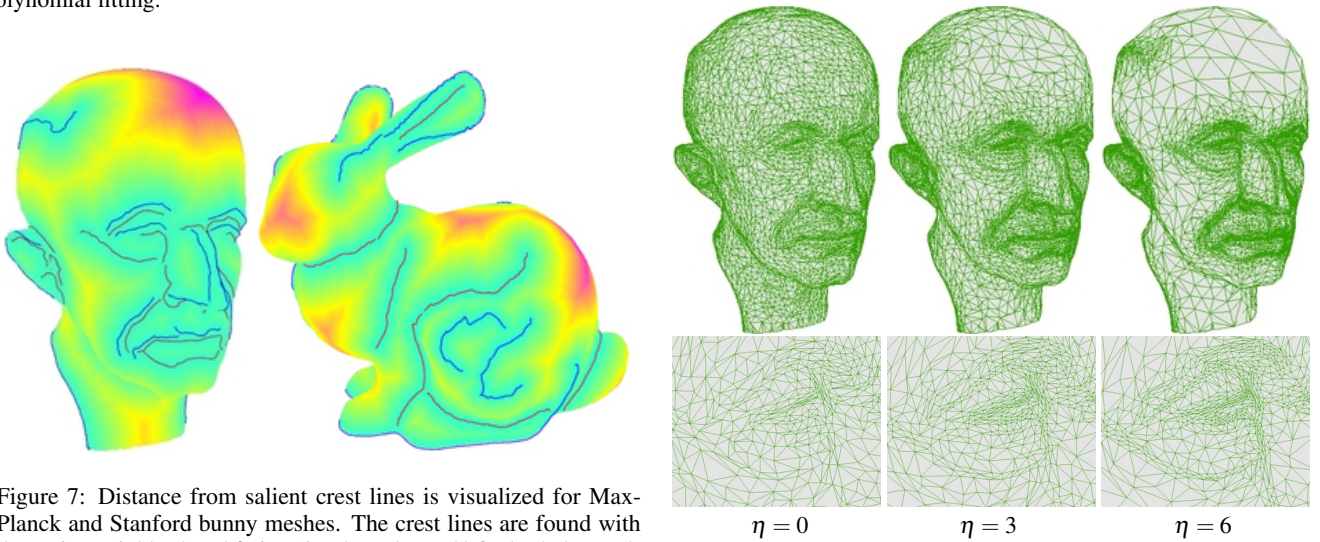 olynomial fitting.
Figure 7: Distance from salient crest lines is visualized for Max-
Planck and Stanford bunny meshes. The crest lines are found with
η = 0
η = 3
η = 6